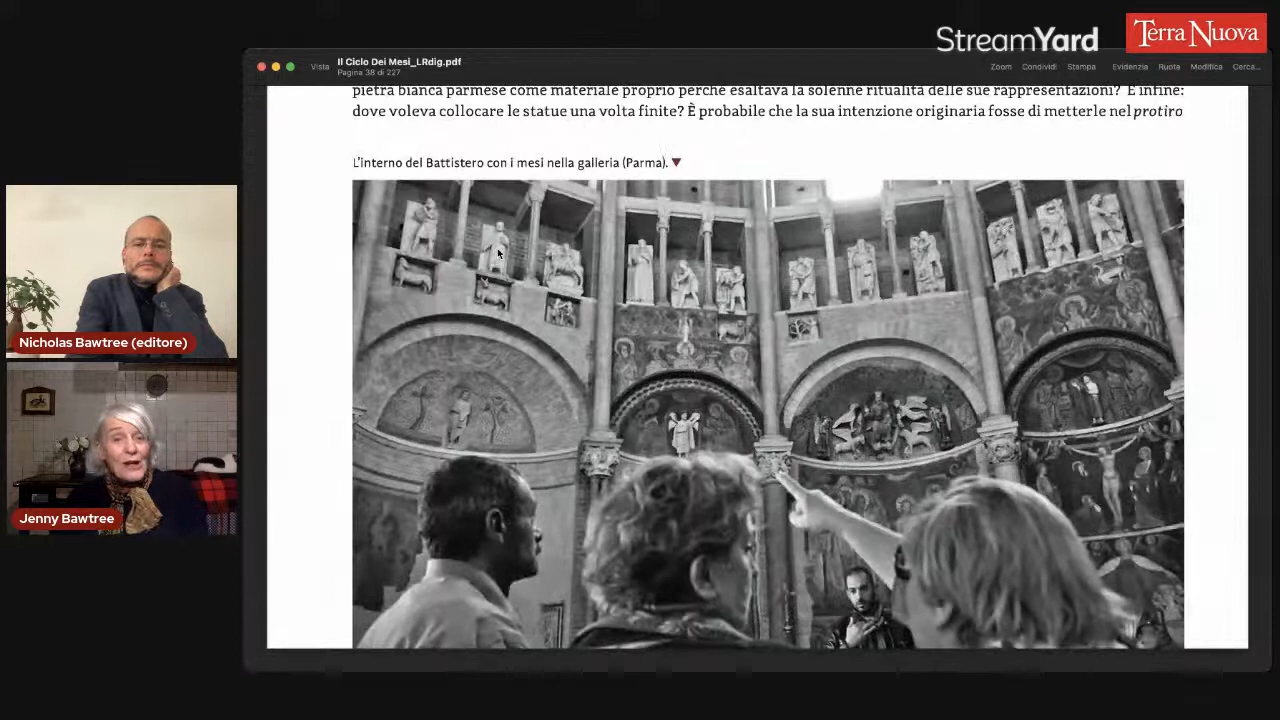 StreamYard
Terra Nuova
Vista
Il Ciclo Dei Mesi_LRdig.pdf
Pagina 38 di 227
Zoom Condividi Stampa Evidenzia Ruota Modifica Cerca...
pietra bianca parmese come materiale proprio perché esaltava la solenne ritualità delle sue rappresentazioni? E infine:
dove voleva collocare le statue una volta finite? È probabile che la sua intenzione originaria fosse di metterle nel protiro
L'interno del Battistero con i mesi nella galleria (Parma).
Nicholas Bawtree (editore)
Jenny Bawtree